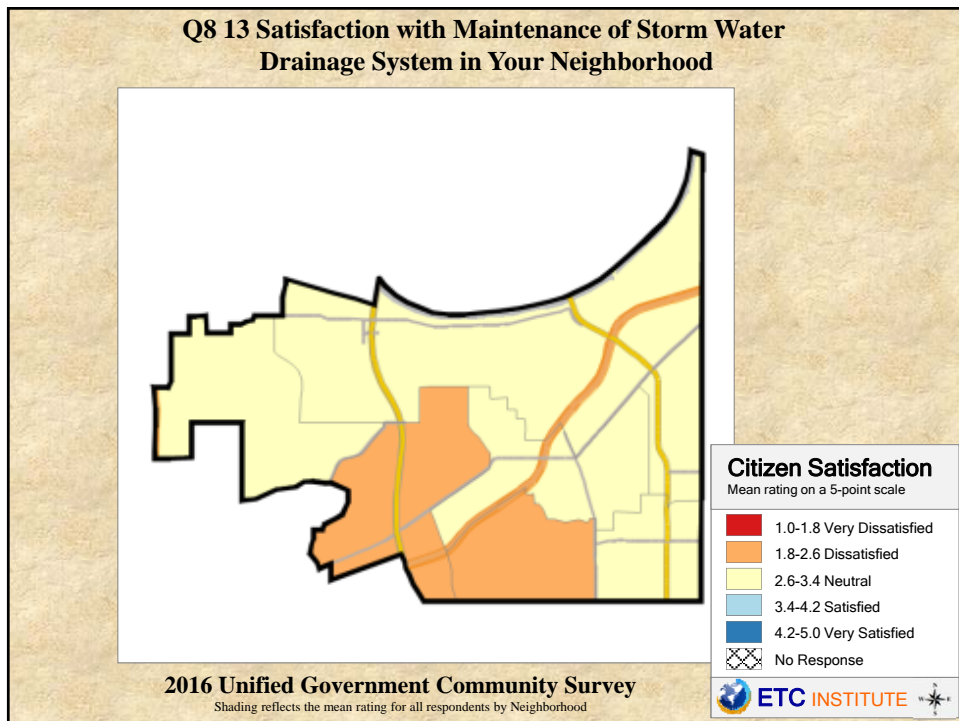 Q8 13 Satisfaction with Maintenance of Storm Water
Drainage System in Your Neighborhood
Citizen Satisfaction
Mean rating on a 5-point scale
1.0-1.8 Very Dissatisfied
1.8-2.6 Dissatisfied
2.6-3.4 Neutral
3.4-4.2 Satisfied
4.2-5.0 Very Satisfied
No Response
ETC INSTITUTE
N
W E
S
2016 Unified Government Community Survey
Shading reflects the mean rating for all respondents by Neighborhood